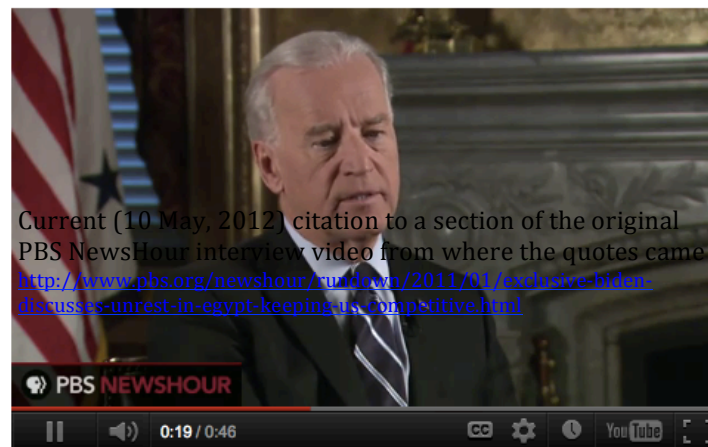 Current (10 May, 2012) citation to a section of the original
PBS NewsHour interview video from where the quotes came
http://www.pbs.org/newshour/rundown/2011/01/exclusive-biden-
discusses-unrest-in-egypt-keeping-us-competitive.html
PBS NEWSHOUR
0:19 / 0:46 CC YouTube